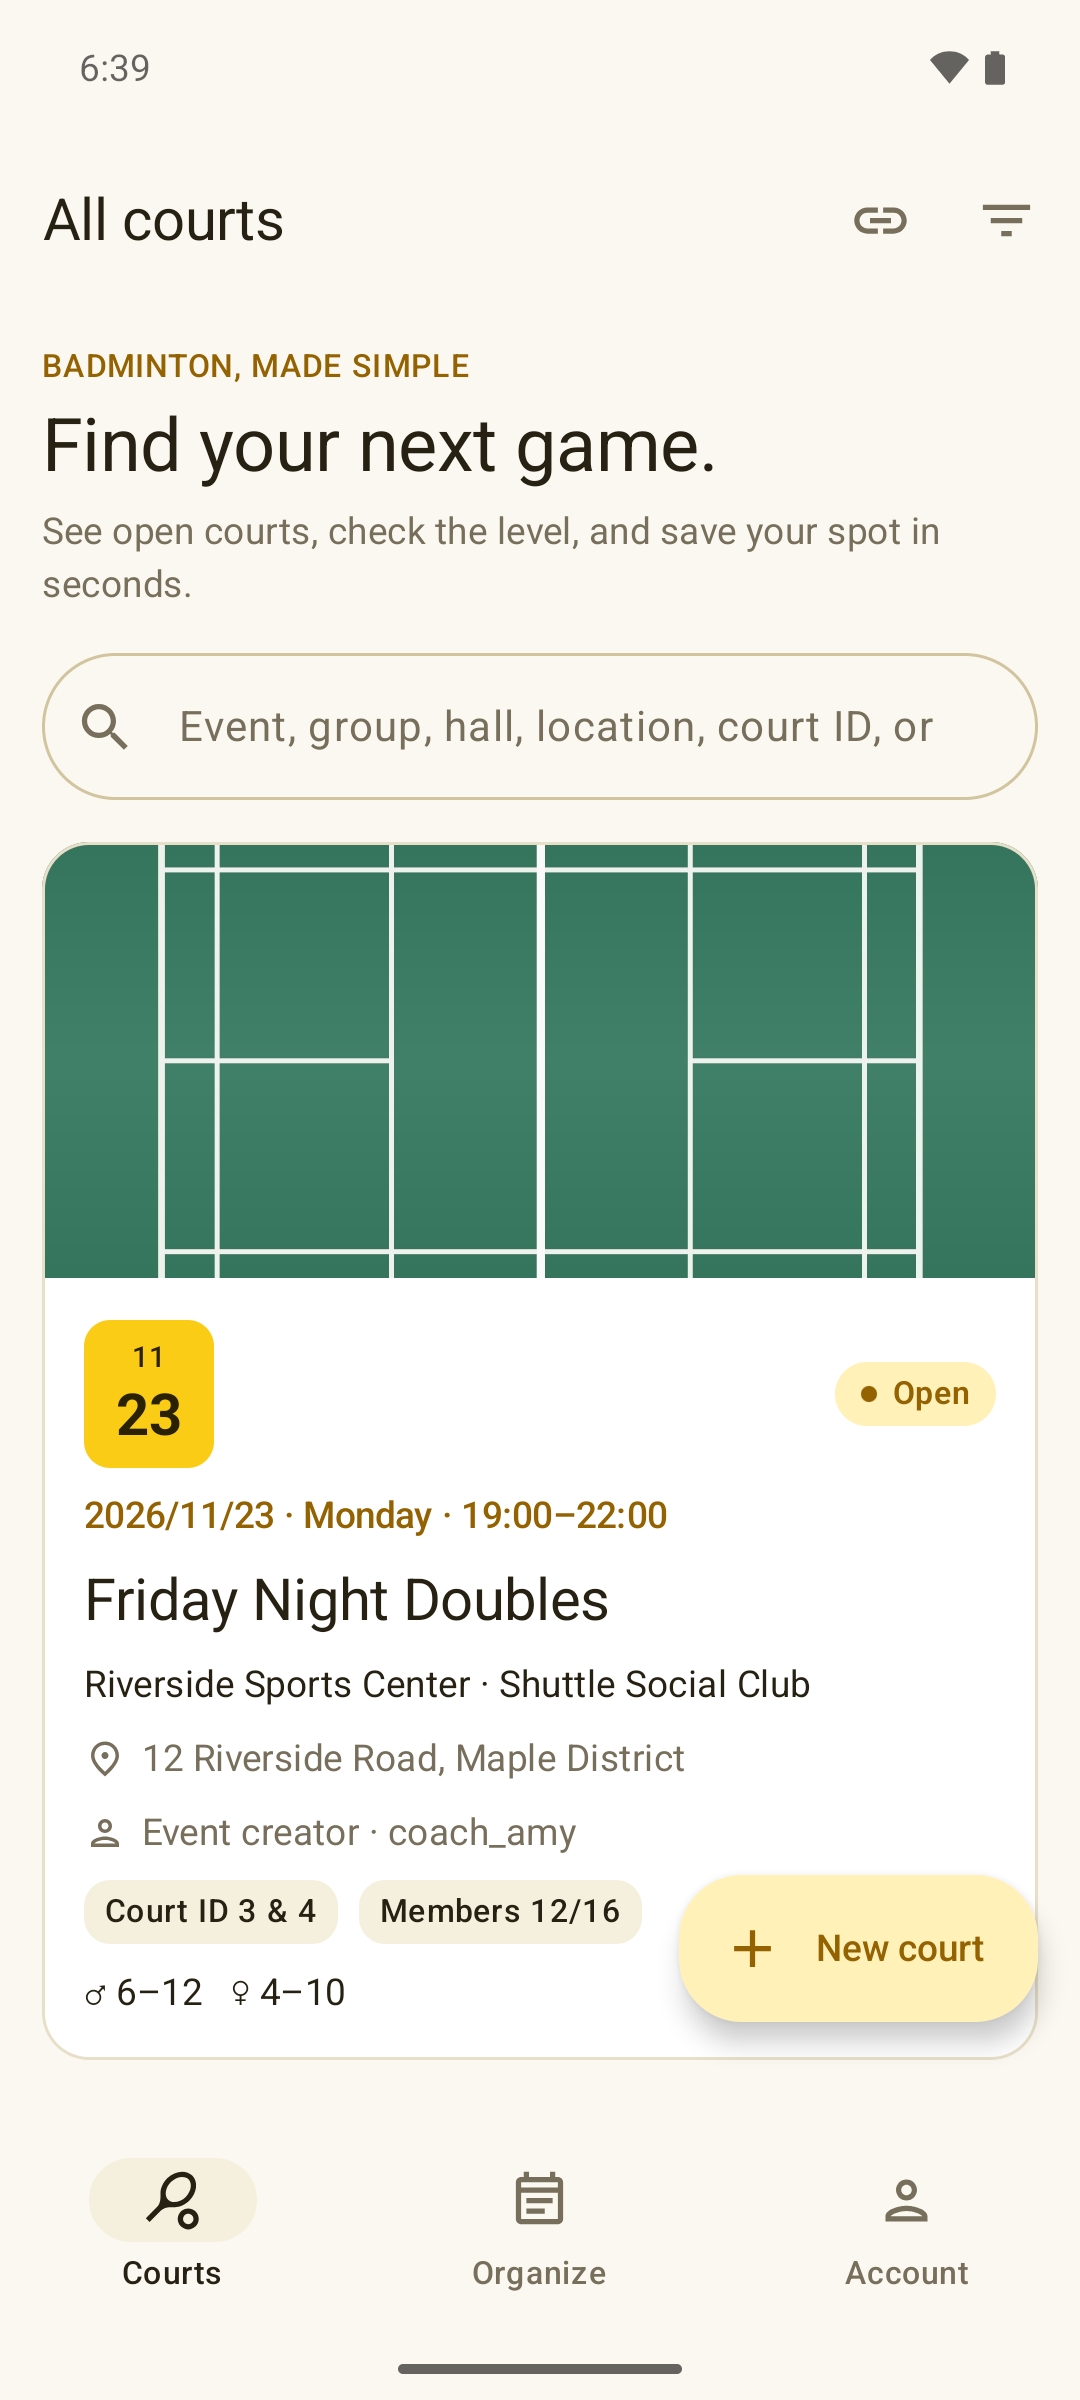 6:39
All courts
BADMINTON, MADE SIMPLE
Find your next game.
See open courts, check the level, and save your spot in
seconds.
Event, group, hall, location, court ID, or
11
23
Open
2026/11/23 · Monday · 19:00–22:00
Friday Night Doubles
Riverside Sports Center · Shuttle Social Club
12 Riverside Road, Maple District
Event creator · coach_amy
Court ID 3 & 4
Members 12/16
New court
♂ 6–12 ♀ 4–10
Courts
Organize
Account